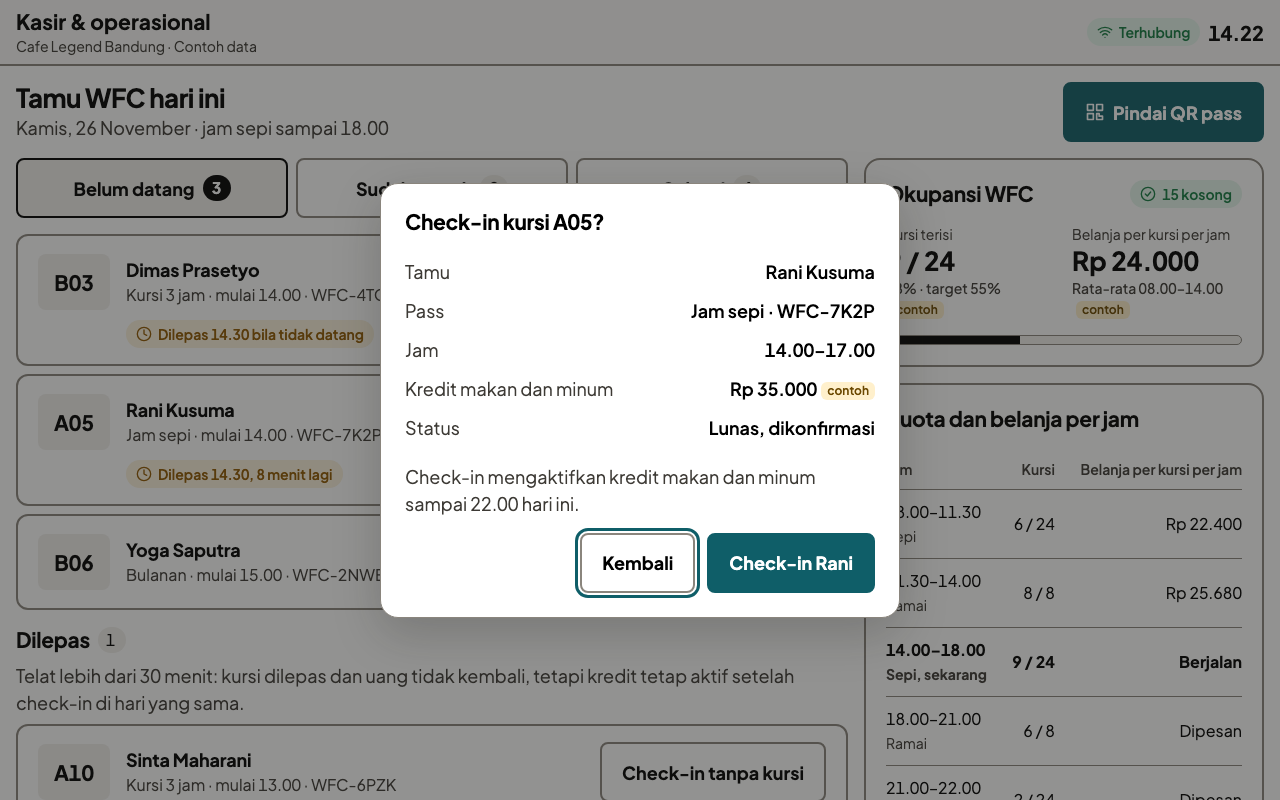 Kasir & operasional
Cafe Legend Bandung · Contoh data
Terhubung
14.22
Tamu WFC hari ini
Kamis, 26 November · jam sepi sampai 18.00
Pindai QR pass
Belum datang 3
B03
Dimas Prasetyo
Kursi 3 jam · mulai 14.00 ·
Dilepas 14.30 bila tidak datang
A05
Rani Kusuma
Jam sepi · mulai 14.00 · WFC-7K2P
Dilepas 14.30, 8 menit lagi
B06
Yoga Saputra
Bulanan · mulai 15.00 ·
Dilepas 1
Telat lebih dari 30 menit: kursi dilepas dan uang tidak kembali, tetapi kredit tetap aktif setelah
check-in di hari yang sama.
A10
Sinta Maharani
Kursi 3 jam · mulai 13.00 · WFC-6PZK
Check-in tanpa kursi
Check-in kursi A05?
Tamu Rani Kusuma
Pass Jam sepi · WFC-7K2P
Jam 14.00–17.00
Kredit makan dan minum Rp 35.000 contoh
Status Lunas, dikonfirmasi
Check-in mengaktifkan kredit makan dan minum
sampai 22.00 hari ini.
Kembali
Check-in Rani
Okupansi WFC
15 kosong
terisi
/ 24
· target 55%
contoh
Belanja per kursi per jam
Rp 24.000
Rata-rata 08.00–14.00
contoh
dan belanja per jam
Kursi Belanja per kursi per jam
6 / 24 Rp 22.400
8 / 8 Rp 25.680
14.00–18.00
Sepi, sekarang
9 / 24 Berjalan
18.00–21.00
Ramai
6 / 8 Dipesan
21.00–22.00
2 / 24 Dipesan